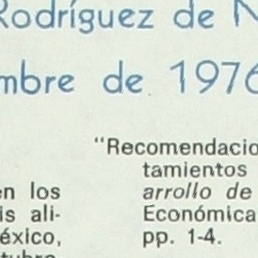 Rodríguez de N
mbre de 1976
en los
is ali-
éxico,
"Recomendacio
tamientos
arrollo de
Económica
pp. 1-4.